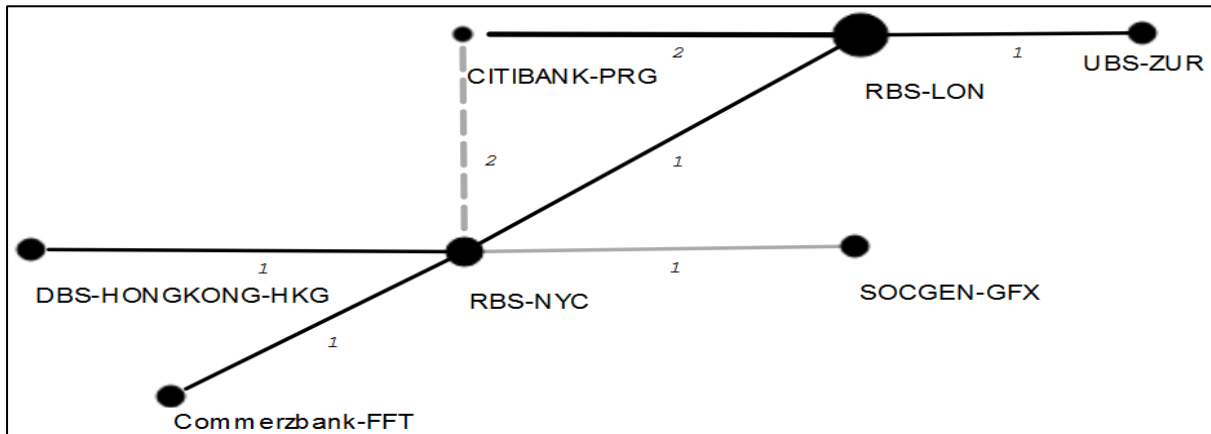 2
1
CITIBANK-PRG
UBS-ZUR
RBS-LON
2
1
1
1
DBS-HONGKONG-HKG
RBS-NYC
SOCGEN-GFX
1
Commerzbank-FFT